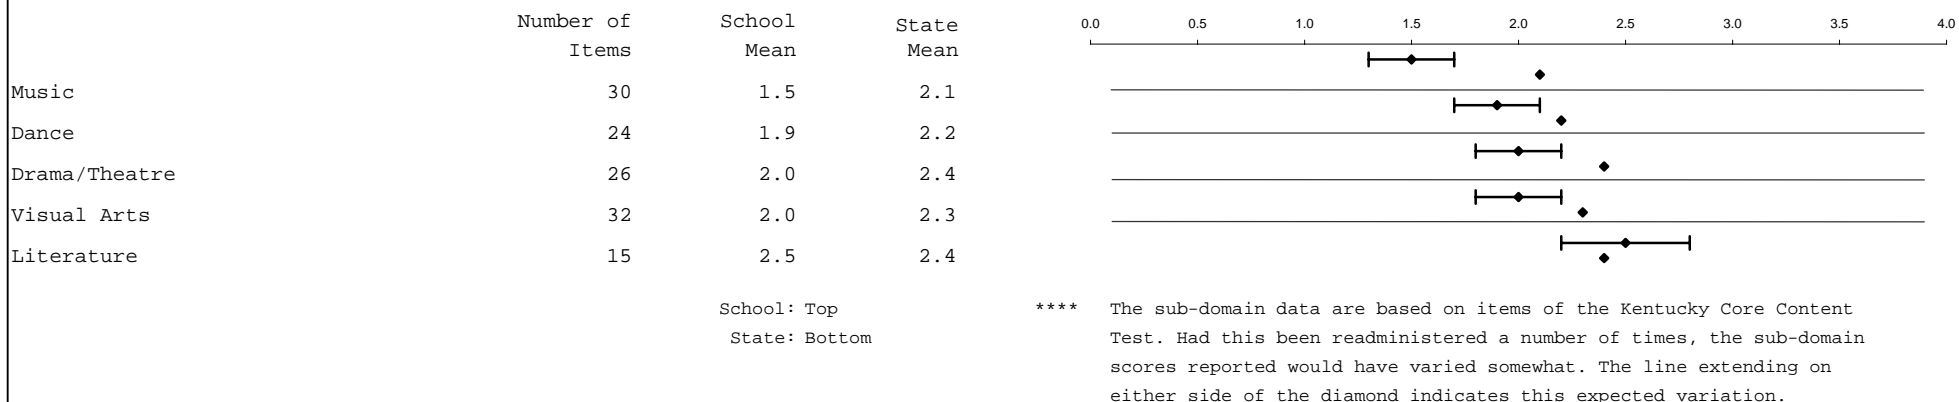 Number of School State 0.0 0.5 1.0 1.5 2.0 2.5 3.0 3.5 4.0
Items Mean Mean
Music 30 1.5 2.1
Dance 24 1.9 2.2
Drama/Theatre 26 2.0 2.4
Visual Arts 32 2.0 2.3
Literature 15 2.5 2.4
School: Top **** The sub-domain data are based on items of the Kentucky Core Content
State: Bottom Test. Had this been readministered a number of times, the sub-domain
scores reported would have varied somewhat. The line extending on
either side of the diamond indicates this expected variation.